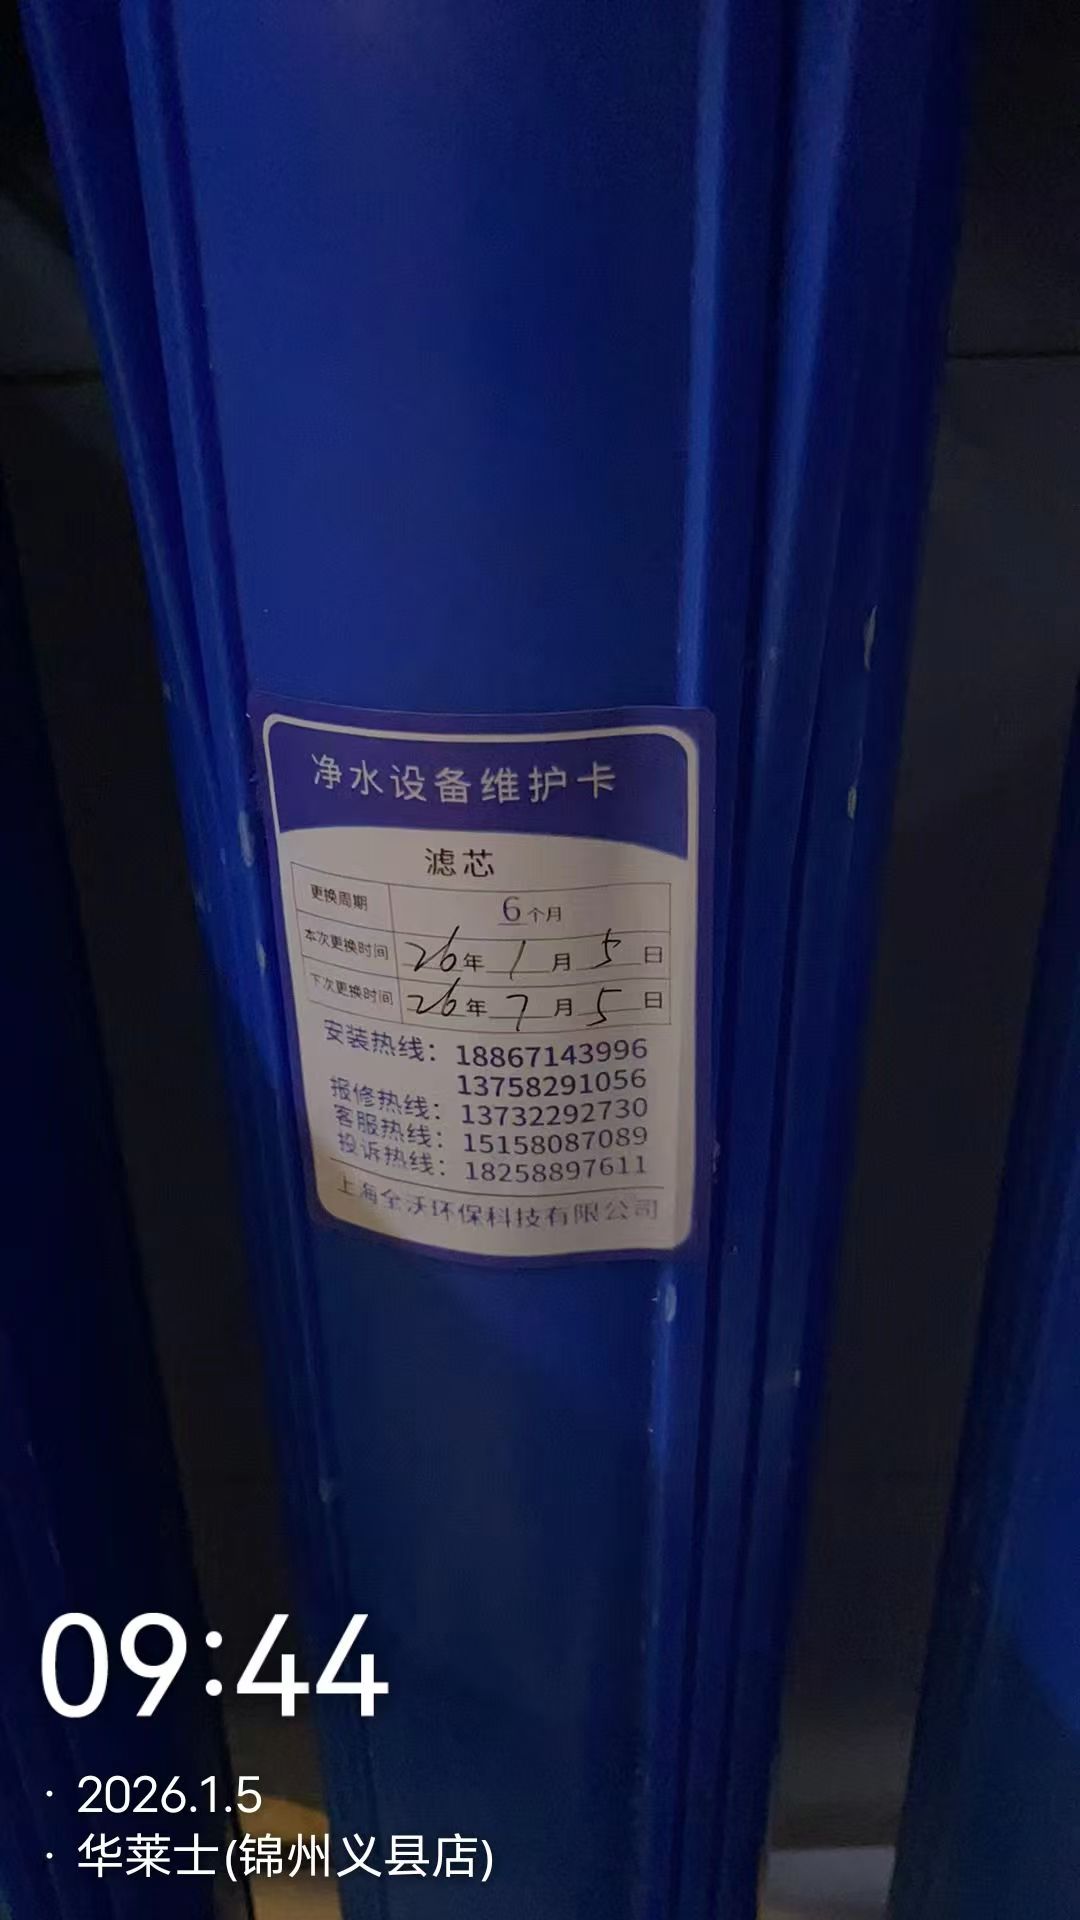 净水设备维护卡
滤芯
更换周期 6个月
本次更换时间 26年1月5日
下次更换时间 26年7月5日
安装热线：18867143996
13758291056
报修热线：13732292730
客服热线：15158087089
投诉热线：18258897611
上海全沃环保科技有限公司
09:44
· 2026.1.5
· 华莱士(锦州义县店)